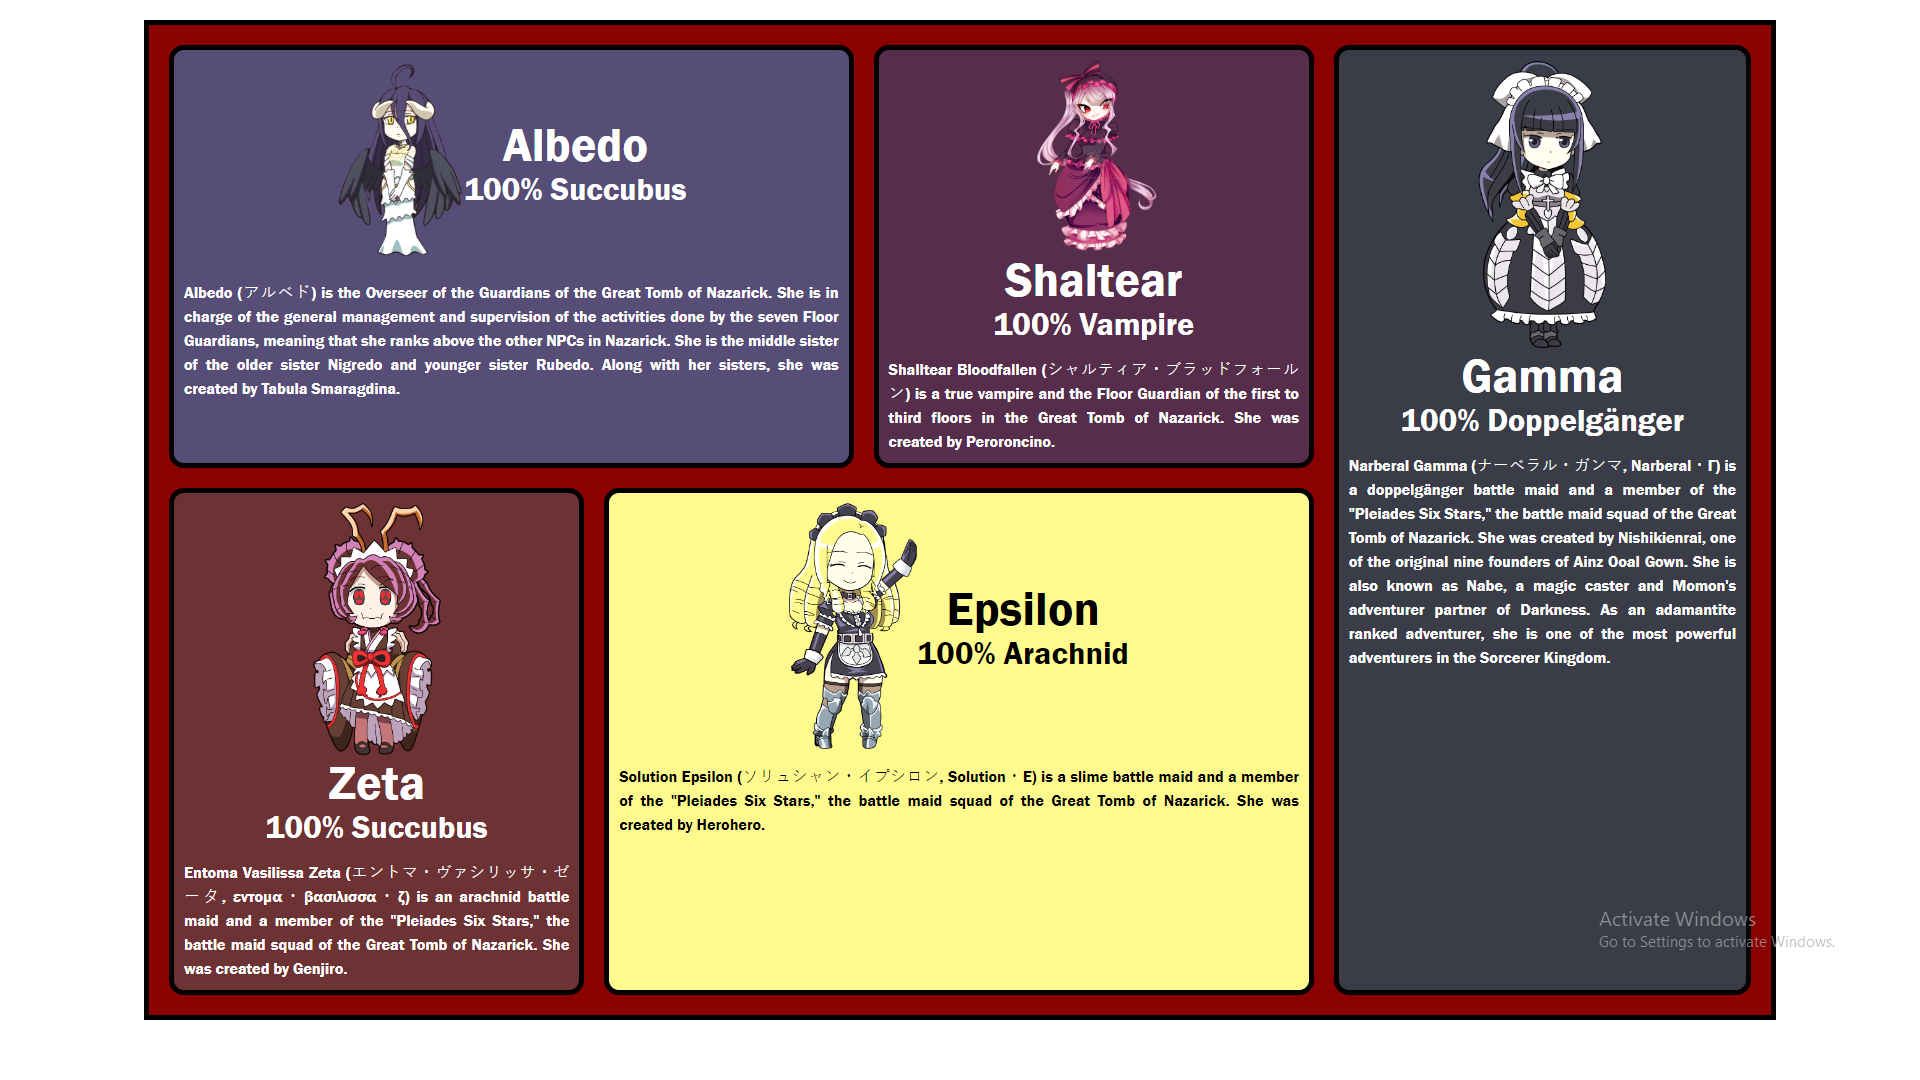 Albedo
100% Succubus
Albedo (アルベド) is the Overseer of the Guardians of the Great Tomb of Nazarick. She is in
charge of the general management and supervision of the activities done by the seven Floor
Guardians, meaning that she ranks above the other NPCs in Nazarick. She is the middle sister
of the older sister Nigredo and younger sister Rubedo. Along with her sisters, she was
created by Tabula Smaragdina.
Shaltear
100% Vampire
Shalltear Bloodfallen (シャルティア・ブラッドフォール
ン) is a true vampire and the Floor Guardian of the first to
third floors in the Great Tomb of Nazarick. She was
created by Peroroncino.
Gamma
100% Doppelgänger
Narberal Gamma (ナーベラル・ガンマ, Narberal・Γ) is
a doppelgänger battle maid and a member of the
"Pleiades Six Stars," the battle maid squad of the Great
Tomb of Nazarick. She was created by Nishikienrai, one
of the original nine founders of Ainz Ooal Gown. She is
also known as Nabe, a magic caster and Momon's
adventurer partner of Darkness. As an adamantite
ranked adventurer, she is one of the most powerful
adventurers in the Sorcerer Kingdom.
Zeta
100% Succubus
Entoma Vasilissa Zeta (エントマ・ヴァシリッサ・ゼ
ータ, εντομα・βασιλισσα・ζ) is an arachnid battle
maid and a member of the "Pleiades Six Stars," the
battle maid squad of the Great Tomb of Nazarick. She
was created by Genjiro.
Epsilon
100% Arachnid
Solution Epsilon (ソリュシャン・イプシロン, Solution・Ε) is a slime battle maid and a member
of the "Pleiades Six Stars," the battle maid squad of the Great Tomb of Nazarick. She was
created by Herohero.
Activate Windows
Go to Settings to activate Windows.